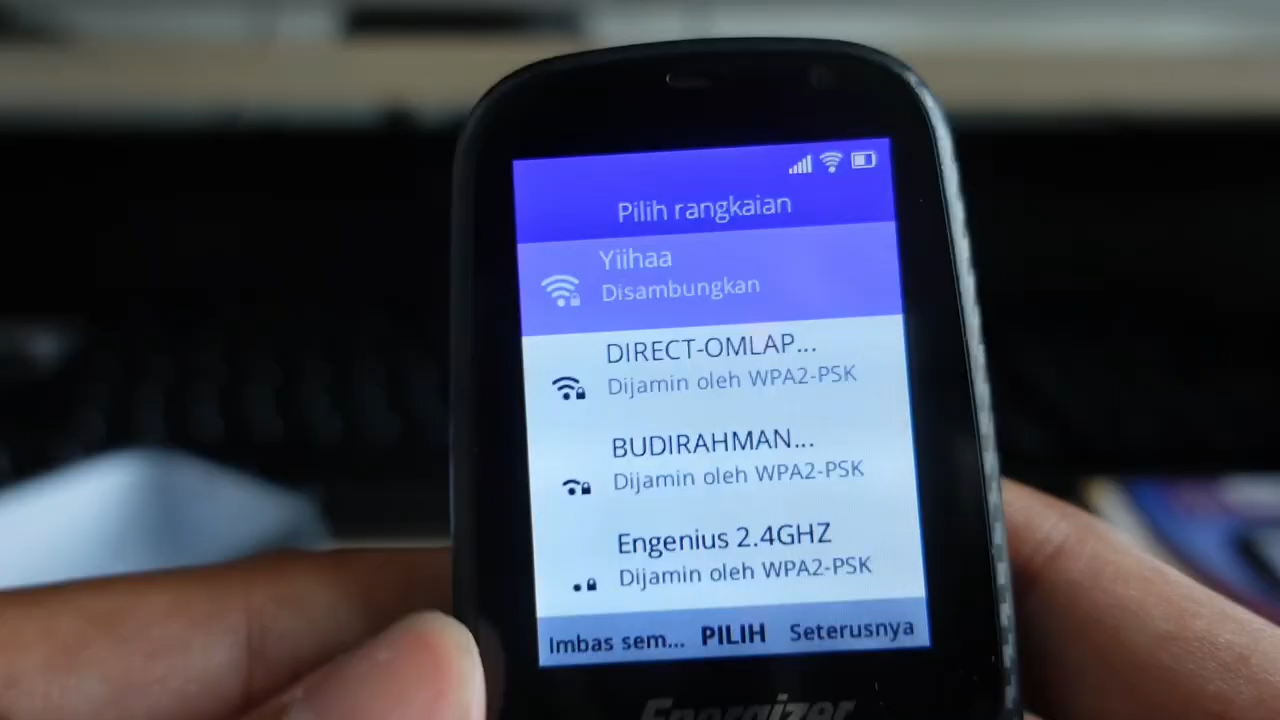 Pilih rangkaian
Yiihaa
Disambungkan
DIRECT-OMLAP...
Dijamin oleh WPA2-PSK
BUDIRAHMAN...
Dijamin oleh WPA2-PSK
Engenius 2.4GHZ
Dijamin oleh WPA2-PSK
Imbas sem... PILIH Seterusnya
Energizer